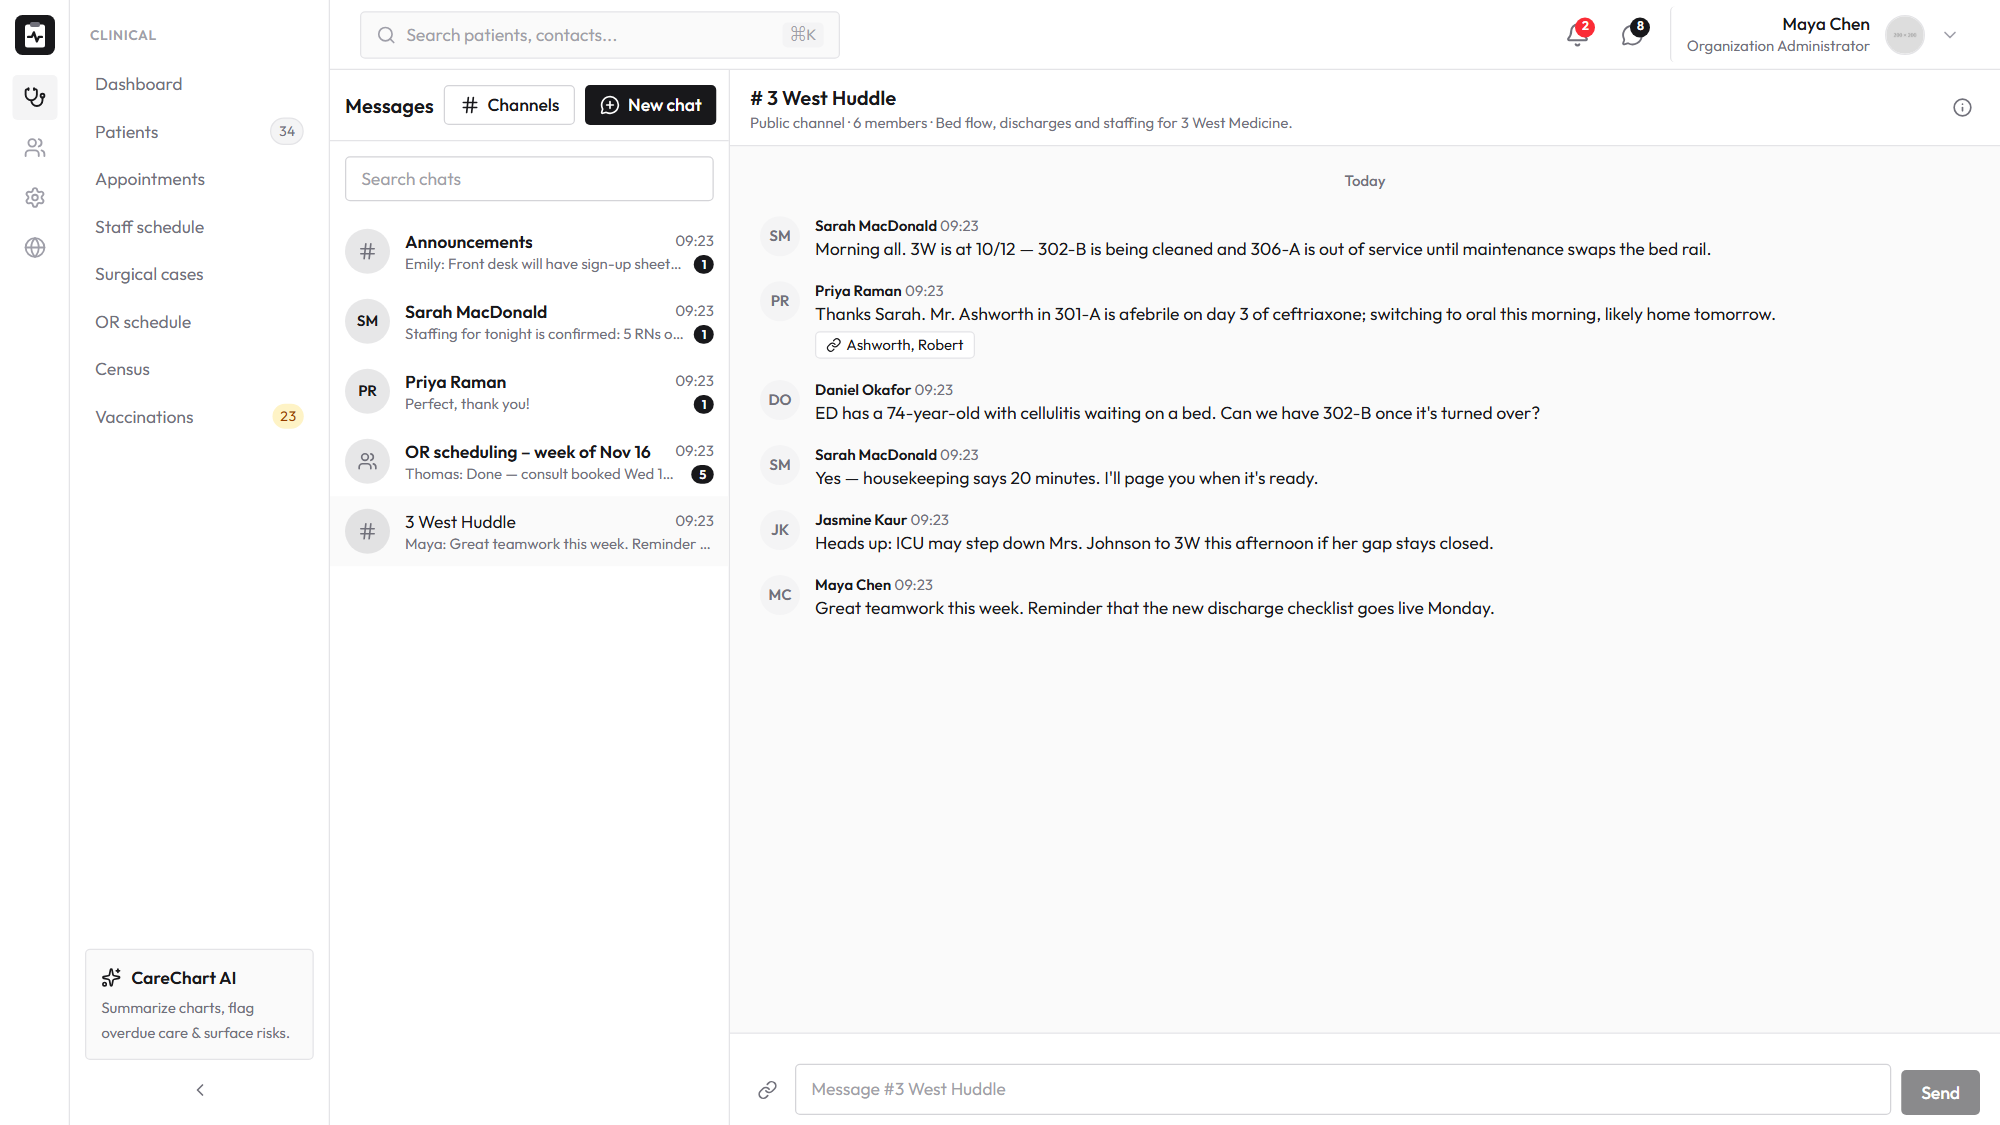 CLINICAL
Dashboard
Patients 34
Appointments
Staff schedule
Surgical cases
OR schedule
Census
Vaccinations 23
CareChart AI
Summarize charts, flag
overdue care & surface risks.
Search patients, contacts... ⌘K
2
8
Maya Chen
Organization Administrator
Messages
Channels
New chat
Search chats
Announcements 09:23
Emily: Front desk will have sign-up sheet... 1
SM
Sarah MacDonald 09:23
Staffing for tonight is confirmed: 5 RNs o... 1
PR
Priya Raman 09:23
Perfect, thank you! 1
OR scheduling – week of Nov 16 09:23
Thomas: Done — consult booked Wed 1... 5
3 West Huddle 09:23
Maya: Great teamwork this week. Reminder ...
# 3 West Huddle
Public channel · 6 members · Bed flow, discharges and staffing for 3 West Medicine.
Today
SM
Sarah MacDonald 09:23
Morning all. 3W is at 10/12 — 302-B is being cleaned and 306-A is out of service until maintenance swaps the bed rail.
PR
Priya Raman 09:23
Thanks Sarah. Mr. Ashworth in 301-A is afebrile on day 3 of ceftriaxone; switching to oral this morning, likely home tomorrow.
Ashworth, Robert
DO
Daniel Okafor 09:23
ED has a 74-year-old with cellulitis waiting on a bed. Can we have 302-B once it's turned over?
SM
Sarah MacDonald 09:23
Yes — housekeeping says 20 minutes. I'll page you when it's ready.
JK
Jasmine Kaur 09:23
Heads up: ICU may step down Mrs. Johnson to 3W this afternoon if her gap stays closed.
MC
Maya Chen 09:23
Great teamwork this week. Reminder that the new discharge checklist goes live Monday.
Message #3 West Huddle
Send